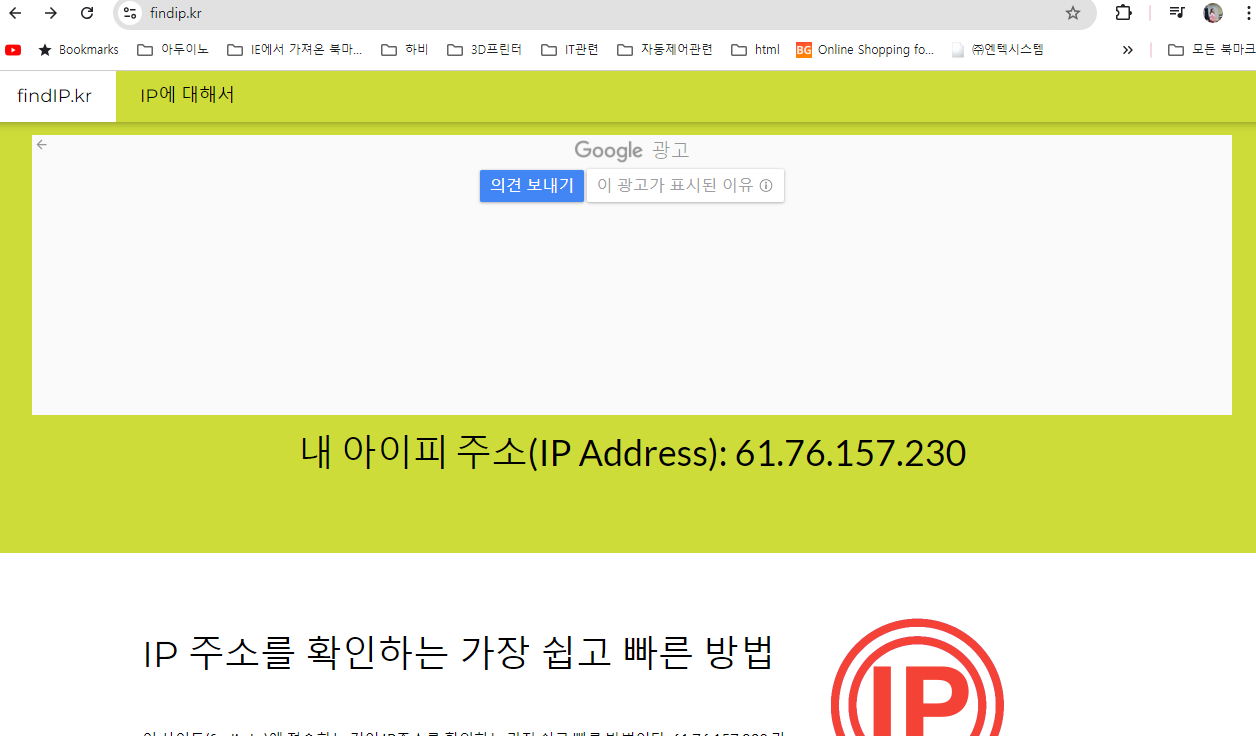 findip.kr
Bookmarks 아두이노 IE에서 가져온 북마... 하비 3D프린터 IT관련 자동제어관련 html BG Online Shopping fo... ㈜엔텍시스템 » 모든 북마크
findIP.kr IP에 대해서
Google 광고
의견 보내기 이 광고가 표시된 이유
내 아이피 주소(IP Address): 61.76.157.230
IP 주소를 확인하는 가장 쉽고 빠른 방법
IP